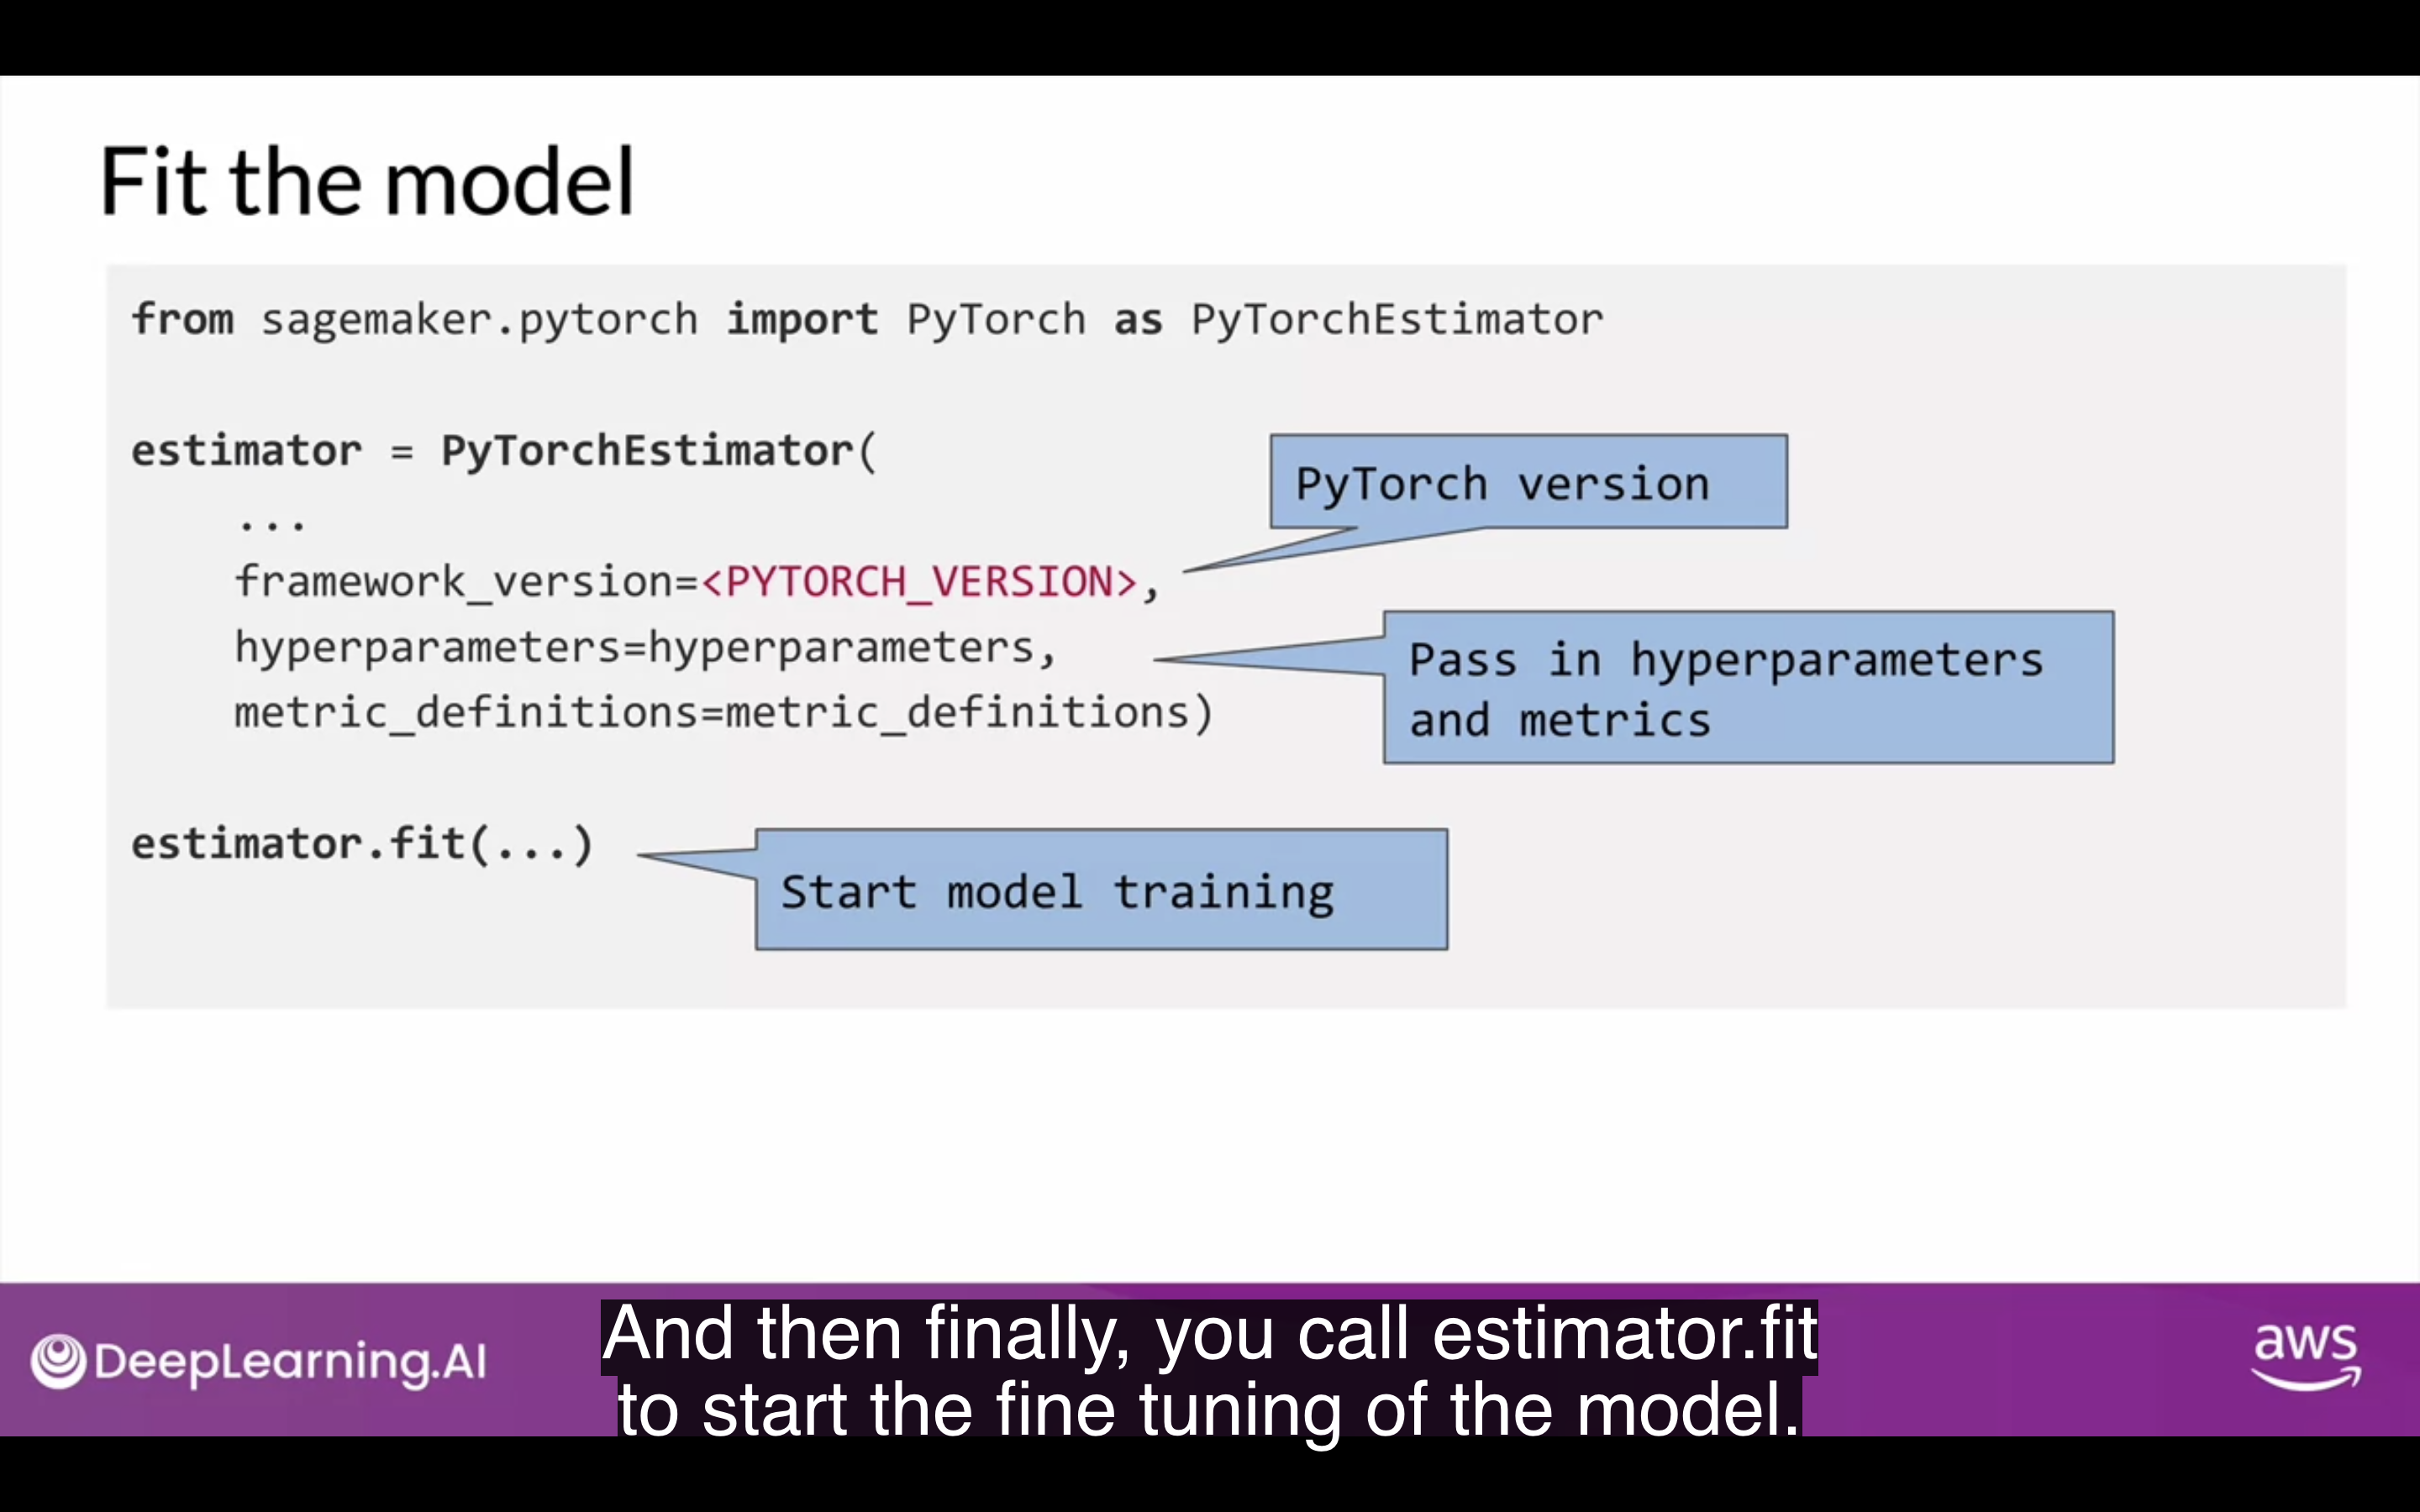 Fit the model
from sagemaker.pytorch import PyTorch as PyTorchEstimator
estimator = PyTorchEstimator(
...
framework_version=<PYTORCH_VERSION>,
hyperparameters=hyperparameters,
metric_definitions=metric_definitions)
estimator.fit(...)
PyTorch version
Pass in hyperparameters
and metrics
Start model training
DeepLearning.AI
And then finally, you call estimator.fit
to start the fine tuning of the model.
aws